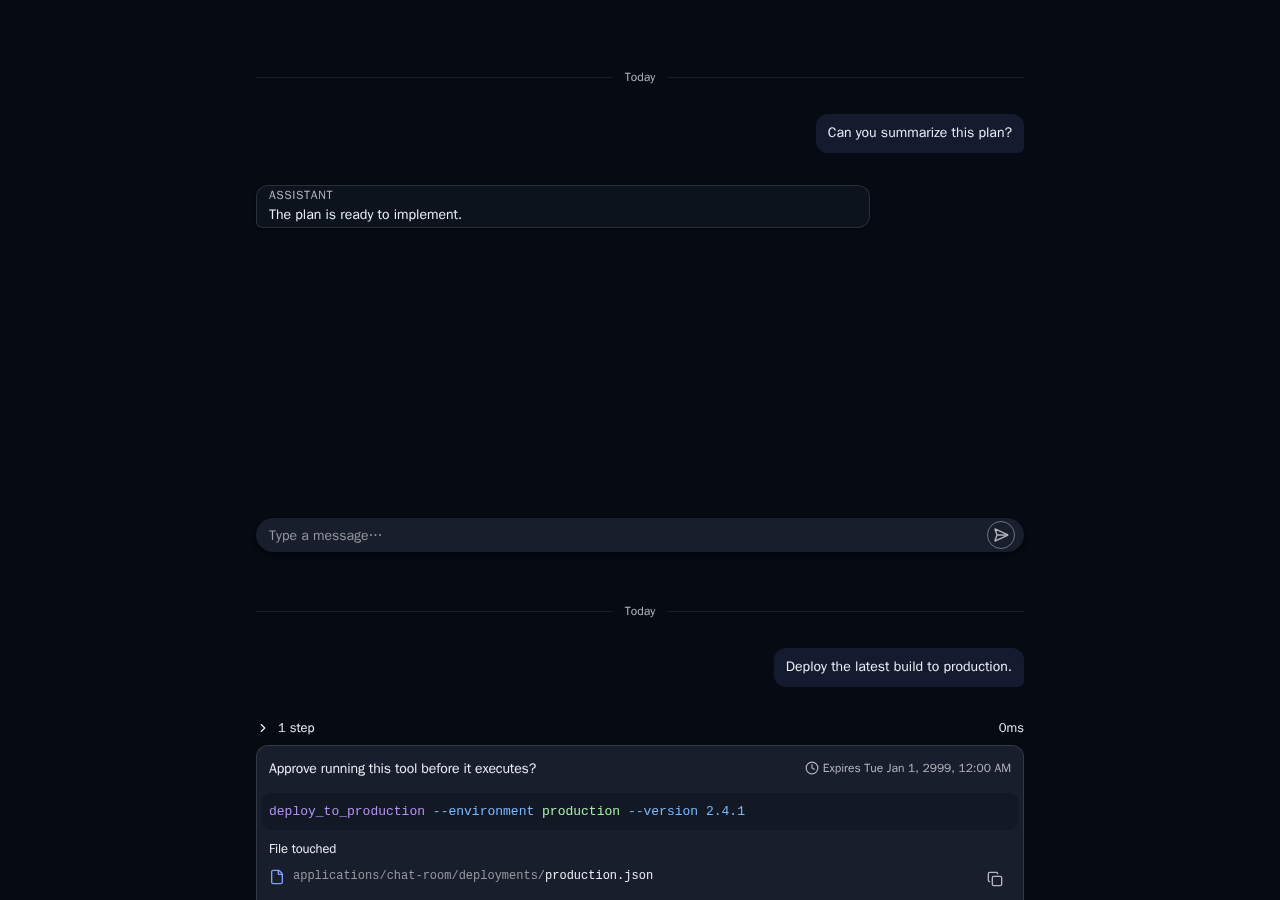 Today
Can you summarize this plan?
ASSISTANT
The plan is ready to implement.
Type a message…
Today
Deploy the latest build to production.
1 step 0ms
Approve running this tool before it executes? Expires Tue Jan 1, 2999, 12:00 AM
deploy_to_production --environment production --version 2.4.1
File touched
applications/chat-room/deployments/production.json